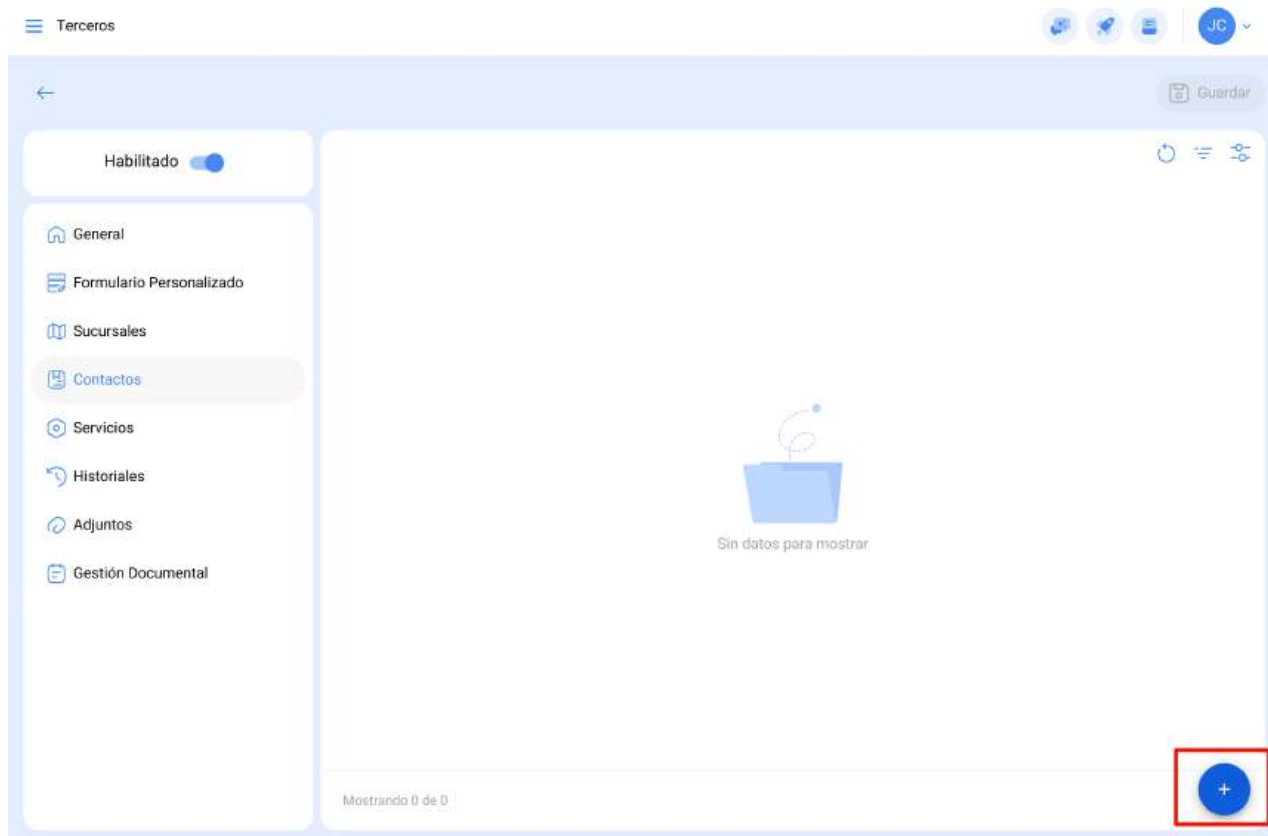 Terceros
JC
Guardar
Habilitado
General
Formulario Personalizado
Sucursales
Contactos
Servicios
Historiales
Adjuntos
Gestión Documental
Sin datos para mostrar
Mostrando 0 de 0
+